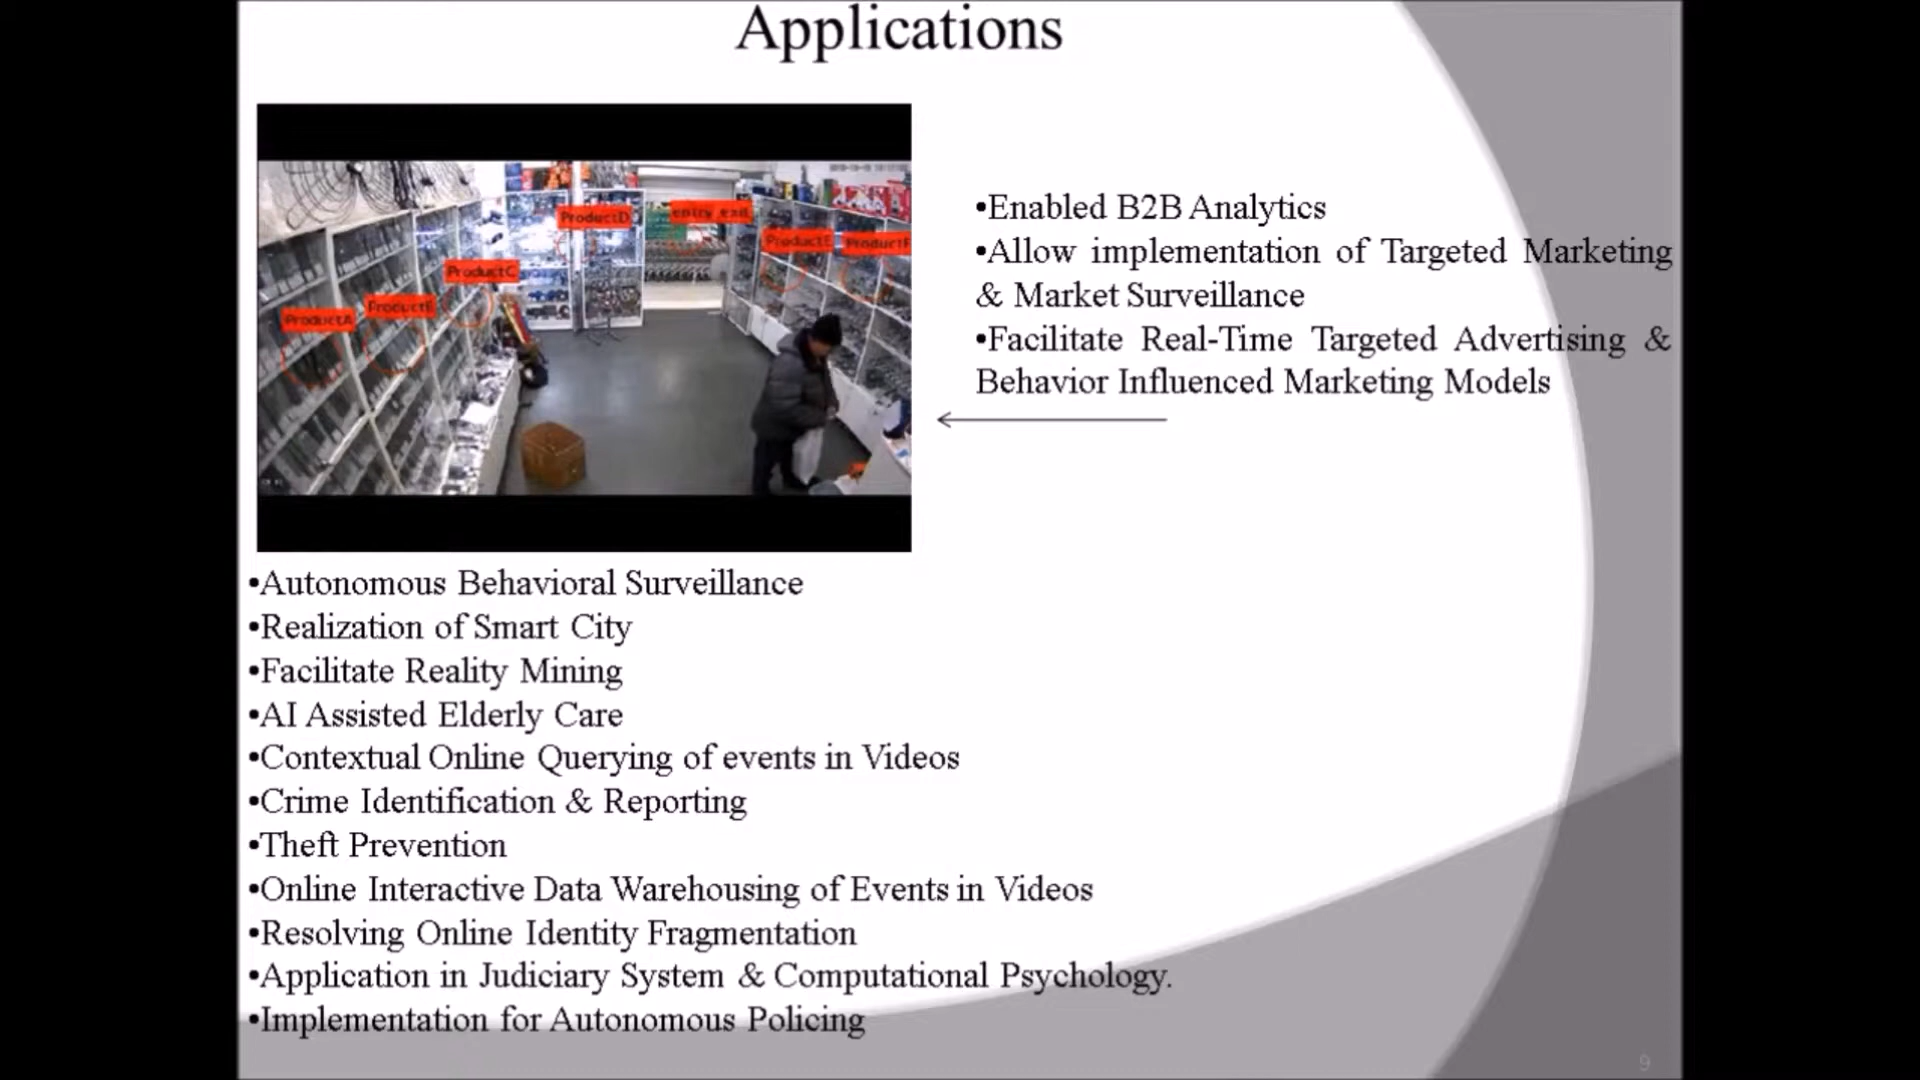 Applications
ProductA
ProductB
ProductC
ProductD
entry_exit
ProductE
ProductF
•Enabled B2B Analytics
•Allow implementation of Targeted Marketing
& Market Surveillance
•Facilitate Real-Time Targeted Advertising &
Behavior Influenced Marketing Models
•Autonomous Behavioral Surveillance
•Realization of Smart City
•Facilitate Reality Mining
•AI Assisted Elderly Care
•Contextual Online Querying of events in Videos
•Crime Identification & Reporting
•Theft Prevention
•Online Interactive Data Warehousing of Events in Videos
•Resolving Online Identity Fragmentation
•Application in Judiciary System & Computational Psychology.
•Implementation for Autonomous Policing
9